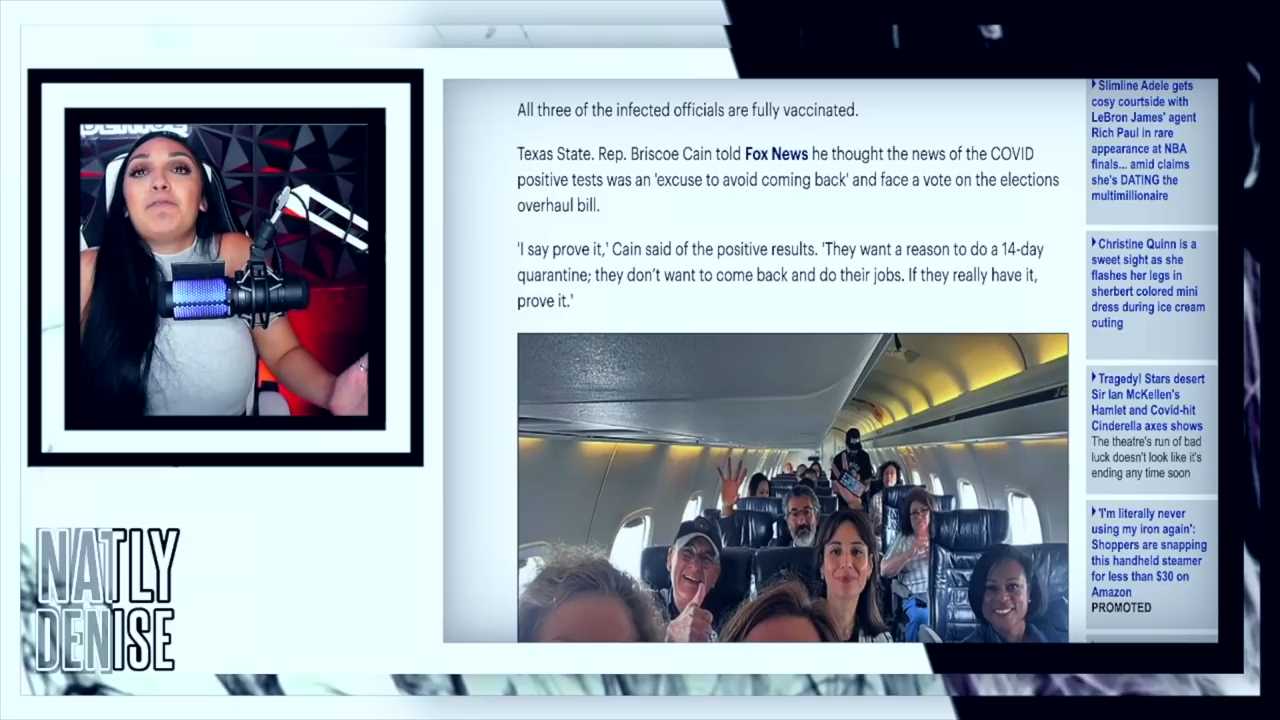 DENISE
All three of the infected officials are fully vaccinated.
Texas State. Rep. Briscoe Cain told Fox News he thought the news of the COVID
positive tests was an 'excuse to avoid coming back' and face a vote on the elections
overhaul bill.
'I say prove it,' Cain said of the positive results. 'They want a reason to do a 14-day
quarantine; they don't want to come back and do their jobs. If they really have it,
prove it.'
Slimline Adele gets
cosy courtside with
LeBron James' agent
Rich Paul in rare
appearance at NBA
finals... amid claims
she's DATING the
multimillionaire
Christine Quinn is a
sweet sight as she
flashes her legs in
sherbert colored mini
dress during ice cream
outing
Tragedy! Stars desert
Sir Ian McKellen's
Hamlet and Covid-hit
Cinderella axes shows
The theatre's run of bad
luck doesn't look like it's
ending any time soon
'I'm literally never
using my iron again':
Shoppers are snapping
this handheld steamer
for less than $30 on
Amazon
PROMOTED
NATLY
DENISE